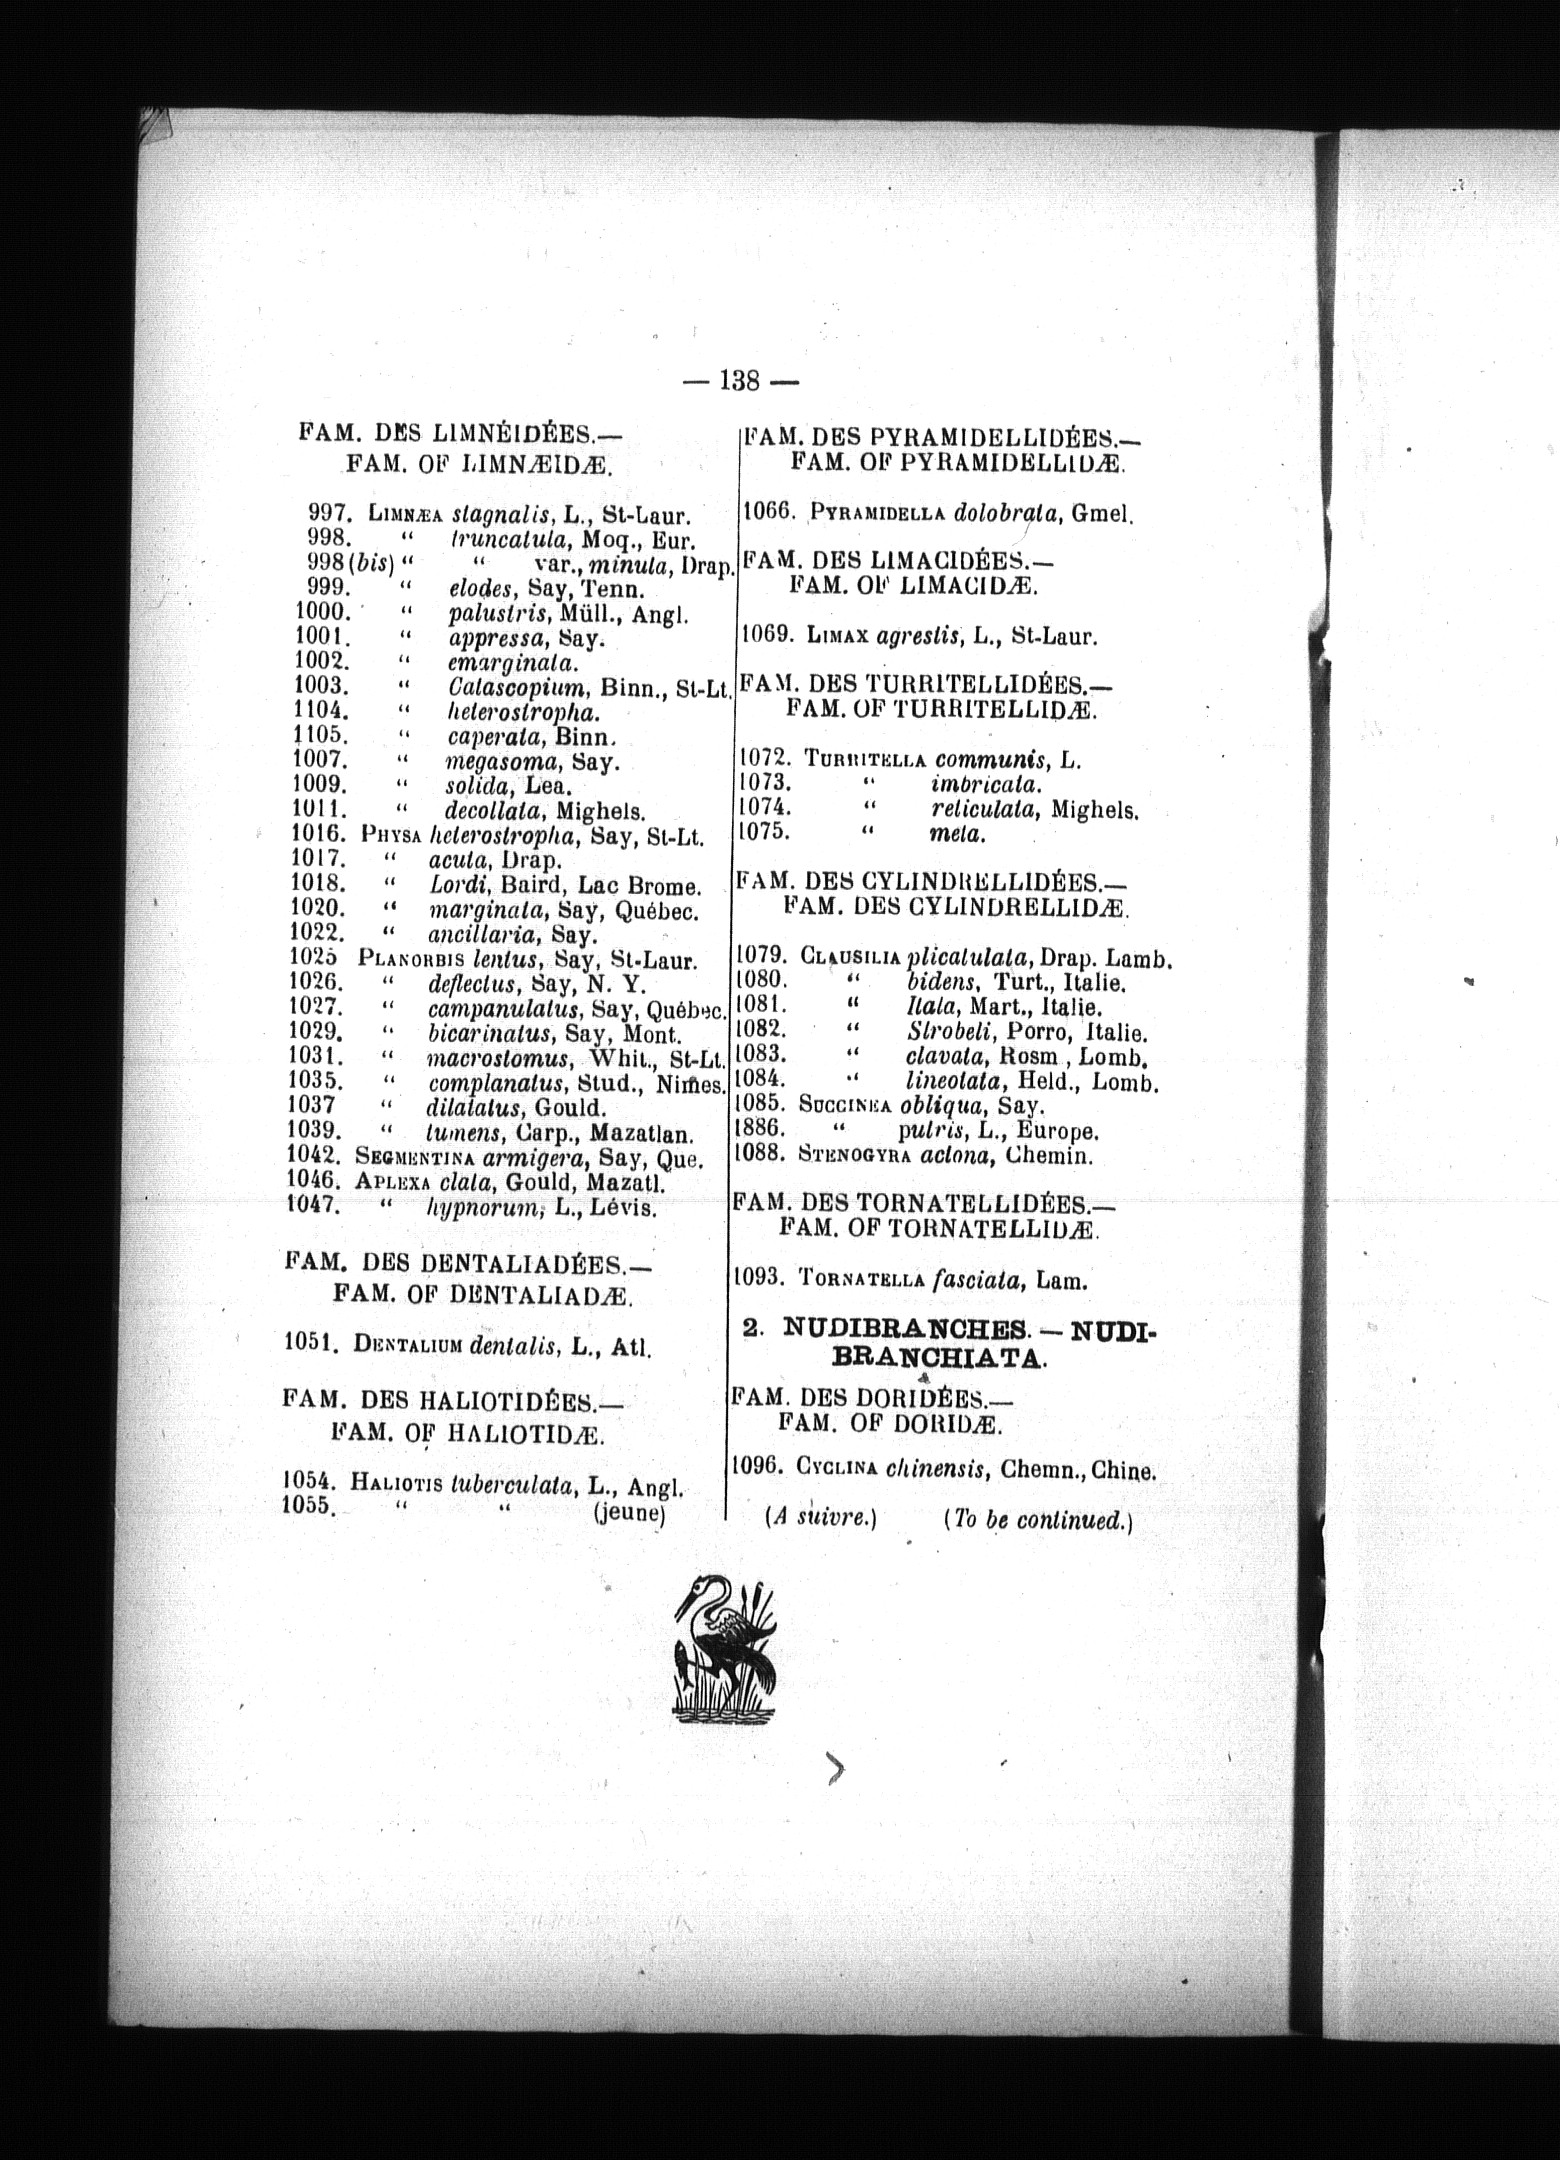 — 138 —
FAM. DES LIMNÉIDÉES.—
FAM. OF LIMNÆIDÆ.
997. LIMNÆA stagnalis, L., St-Laur.
998. “ truncatula, Moq., Eur.
998 (bis) “ “ var., minuta, Drap.
999. “ elodes, Say, Tenn.
1000. “ palustris, Müll., Angl.
1001. “ appressa, Say.
1002. “ emarginata.
1003. “ Catascopium, Binn., St-Lt.
1104. “ heterostropha.
1105. “ caperata, Binn.
1007. “ megasoma, Say.
1009. “ solida, Lea.
1011. “ decollata, Mighels.
1016. PHYSA heterostropha, Say, St-Lt.
1017. “ acuta, Drap.
1018. “ Lordi, Baird, Lac Brome.
1020. “ marginata, Say, Québec.
1022. “ ancillaria, Say.
1025 PLANORBIS lentus, Say, St-Laur.
1026. “ deflectus, Say, N. Y.
1027. “ campanulatus, Say, Québec.
1029. “ bicarinatus, Say, Mont.
1031. “ macrostomus, Whit., St-Lt.
1035. “ complanatus, Stud., Nimes.
1037 “ dilatatus, Gould.
1039. “ tumens, Carp., Mazatlan.
1042. SEGMENTINA armigera, Say, Que.
1046. APLEXA clata, Gould, Mazatl.
1047. “ hypnorum, L., Lévis.
FAM. DES DENTALIADÉES.—
FAM. OF DENTALIADÆ.
1051. DENTALIUM dentalis, L., Atl.
FAM. DES HALIOTIDÉES.—
FAM. OF HALIOTIDÆ.
1054. HALIOTIS tuberculata, L., Angl.
1055. “ “ (jeune)
FAM. DES PYRAMIDELLIDÉES.—
FAM. OF PYRAMIDELLIDÆ.
1066. PYRAMIDELLA dolobrata, Gmel.
FAM. DES LIMACIDÉES.—
FAM. OF LIMACIDÆ.
1069. LIMAX agrestis, L., St-Laur.
FAM. DES TURRITELLIDÉES.—
FAM. OF TURRITELLIDÆ.
1072. TURRITELLA communis, L.
1073. “ imbricata.
1074. “ reticulata, Mighels.
1075. “ meta.
FAM. DES CYLINDRELLIDÉES.—
FAM. DES CYLINDRELLIDÆ.
1079. CLAUSILIA plicatulata, Drap. Lamb.
1080. “ bidens, Turt., Italie.
1081. “ Itala, Mart., Italie.
1082. “ Strobeli, Porro, Italie.
1083. “ clavata, Rosm , Lomb.
1084. “ lineolata, Held., Lomb.
1085. SUCCINEA obliqua, Say.
1886. “ putris, L., Europe.
1088. STENOGYRA actona, Chemin.
FAM. DES TORNATELLIDÉES.—
FAM. OF TORNATELLIDÆ.
1093. TORNATELLA fasciata, Lam.
2. NUDIBRANCHES. — NUDI-
BRANCHIATA.
FAM. DES DORIDÉES.—
FAM. OF DORIDÆ.
1096. CYCLINA chinensis, Chemn., Chine.
(A suivre.) (To be continued.)